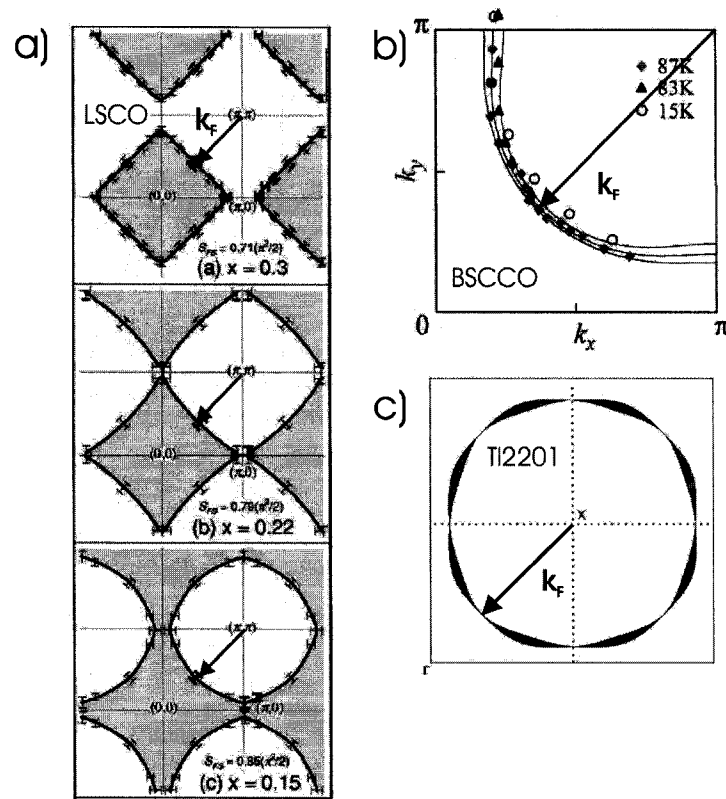 a)
LSCO
(π,π)
k_F
(0,0)
(π,0)
(a) x = 0.3
(π,π)
(0,0)
(π,0)
(b) x = 0.22
(π,π)
(0,0)
(π,0)
(c) x = 0.15
b)
π
87K
83K
15K
k_y
k_F
BSCCO
0
k_x
π
c)
Tl2201
x
k_F
Γ